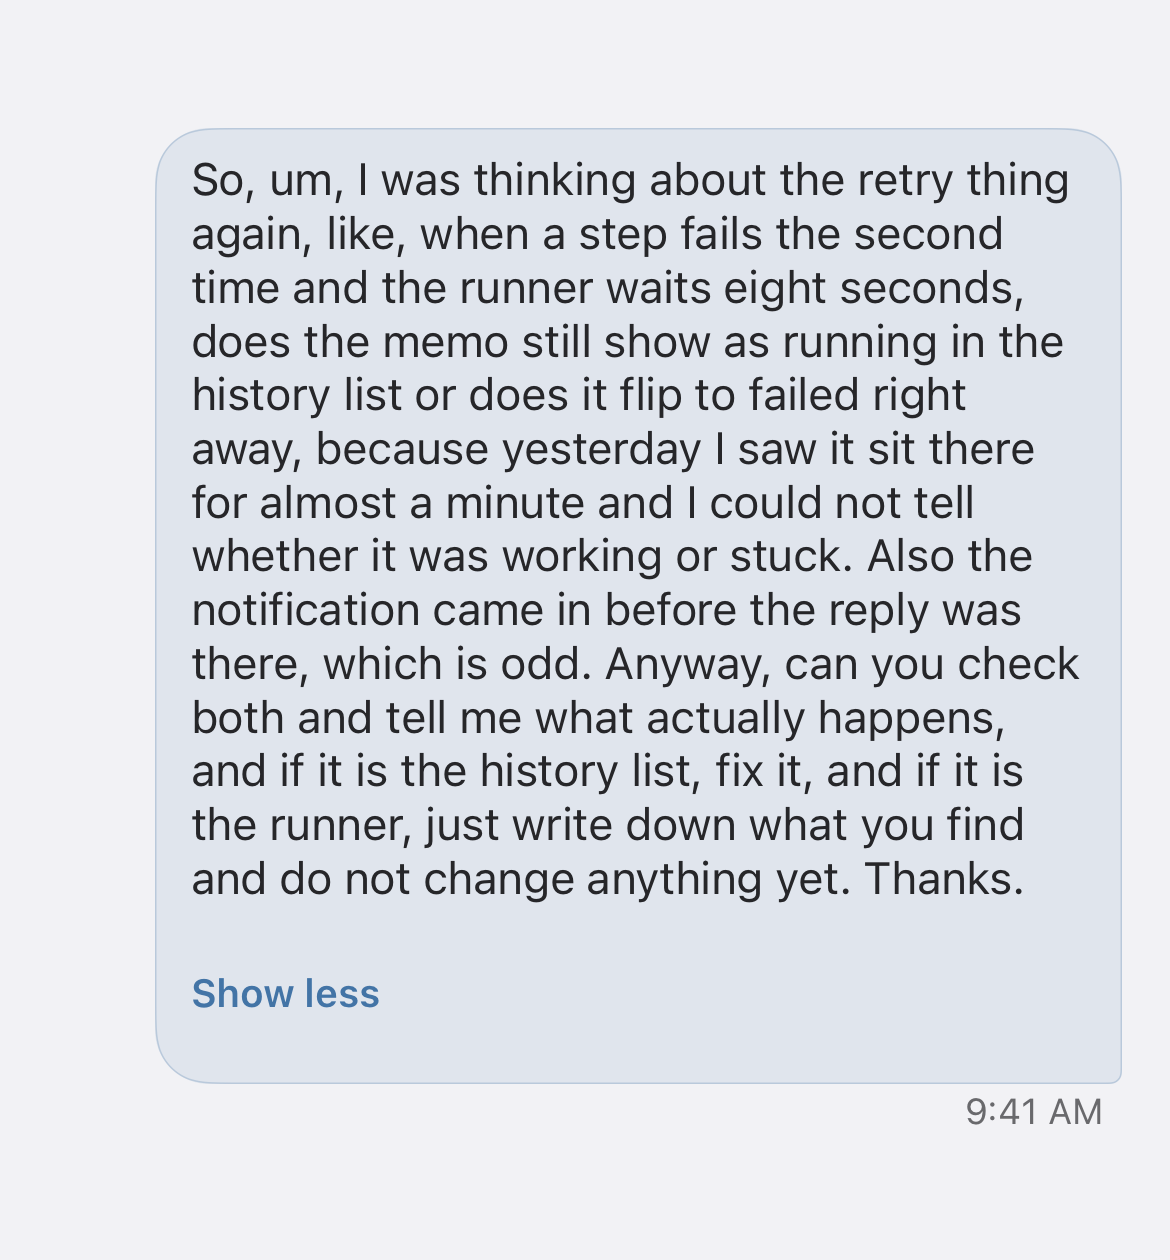 So, um, I was thinking about the retry thing
again, like, when a step fails the second
time and the runner waits eight seconds,
does the memo still show as running in the
history list or does it flip to failed right
away, because yesterday I saw it sit there
for almost a minute and I could not tell
whether it was working or stuck. Also the
notification came in before the reply was
there, which is odd. Anyway, can you check
both and tell me what actually happens,
and if it is the history list, fix it, and if it is
the runner, just write down what you find
and do not change anything yet. Thanks.
Show less
9:41 AM